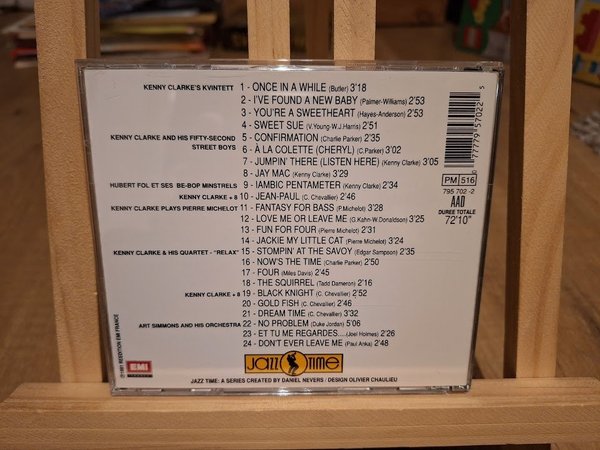 KENNY CLARKE'S KVINTETT 1 - ONCE IN A WHILE (Butler) 3'18
2 - I'VE FOUND A NEW BABY (Palmer-Williams) 2'53
3 - YOU'RE A SWEETHEART (Hayes-Anderson) 2'53
4 - SWEET SUE (V.Young-W.J.Harris) 2'51
KENNY CLARKE AND HIS FIFTY-SECOND 5 - CONFIRMATION (Charlie Parker) 2'35
STREET BOYS 6 - À LA COLETTE (CHERYL) (C.Parker) 3'02
7 - JUMPIN' THERE (LISTEN HERE) (Kenny Clarke) 3'05
8 - JAY MAC (Kenny Clarke) 3'29
HUBERT FOL ET SES BE-BOP MINSTRELS 9 - IAMBIC PENTAMETER (Kenny Clarke) 2'34
KENNY CLARKE + 8 10 - JEAN-PAUL (C. Chevallier) 2'46
KENNY CLARKE PLAYS PIERRE MICHELOT 11 - FANTASY FOR BASS (P.Michelot) 3'28
12 - LOVE ME OR LEAVE ME (G.Kahn-W.Donaldson) 3'25
13 - FUN FOR FOUR (Pierre Michelot) 2'31
14 - JACKIE MY LITTLE CAT (Pierre Michelot) 3'24
KENNY CLARKE & HIS QUARTET - "RELAX" 15 - STOMPIN' AT THE SAVOY (Edgar Sampson) 2'35
16 - NOW'S THE TIME (Charlie Parker) 2'50
17 - FOUR (Miles Davis) 2'45
18 - THE SQUIRREL (Tadd Dameron) 2'16
KENNY CLARKE + 8 19 - BLACK KNIGHT (C. Chevallier) 2'52
20 - GOLD FISH (C. Chevallier) 2'46
21 - DREAM TIME (C. Chevallier) 3'32
ART SIMMONS AND HIS ORCHESTRA 22 - NO PROBLEM (Duke Jordan) 5'06
23 - ET TU ME REGARDES.....(Joel Holmes) 2'26
24 - DON'T EVER LEAVE ME (Paul Anka) 2'48
0 77779 57022 5
PM 516
795 702 - 2
AAD
DUREE TOTALE
72'10"
℗1991 REEDITION EMI FRANCE
EMI
JAZZ TIME
JAZZ TIME: A SERIES CREATED BY DANIEL NEVERS / DESIGN OLIVIER CHAULIEU